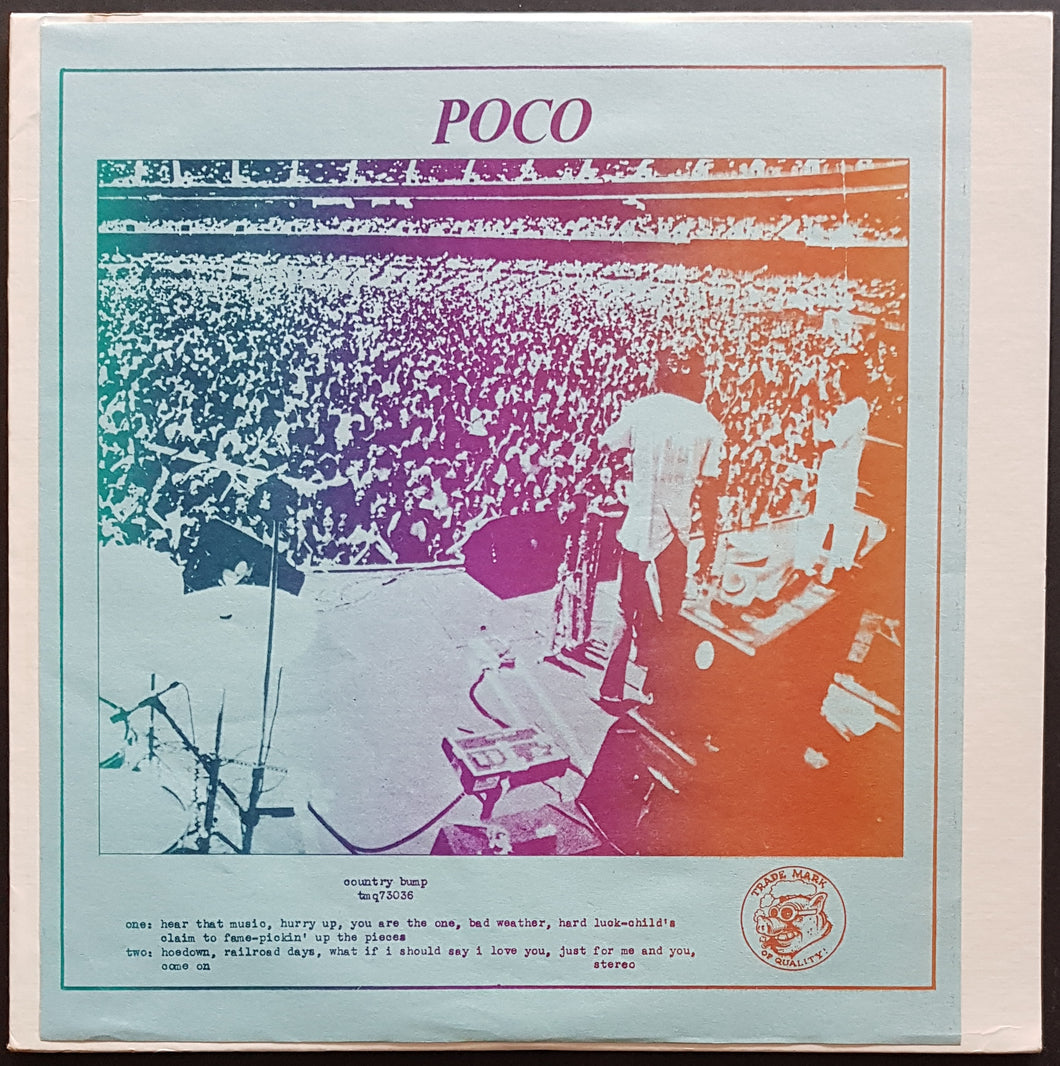 POCO
country bump
tmq73036
one: hear that music, hurry up, you are the one, bad weather, hard luck-child's
claim to fame-pickin' up the pieces
two: hoedown, railroad days, what if i should say i love you, just for me and you,
come on stereo
TRADE MARK
OF QUALITY!